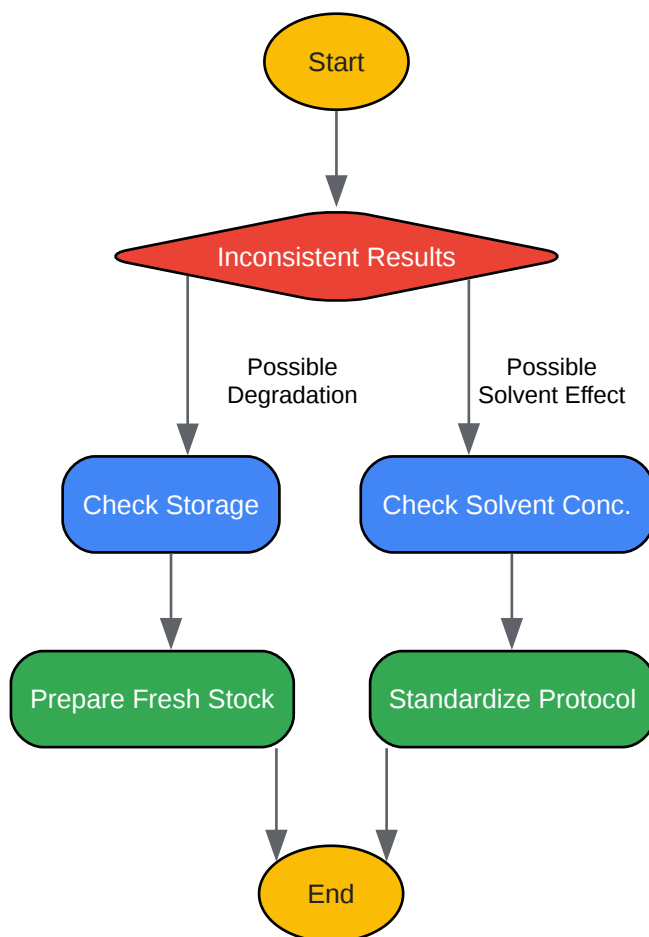 Start
Inconsistent Results
Possible
Degradation
Possible
Solvent Effect
Check Storage
Check Solvent Conc.
Prepare Fresh Stock
Standardize Protocol
End